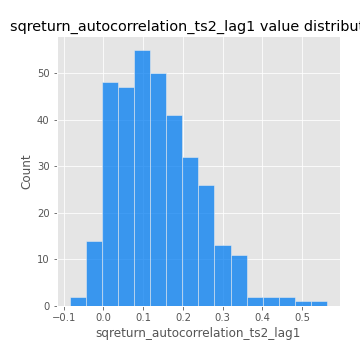 sqreturn_autocorrelation_ts2_lag1 value distribut
50
40
30
20
10
0
Count
−0.1 0.0 0.1 0.2 0.3 0.4 0.5
sqreturn_autocorrelation_ts2_lag1